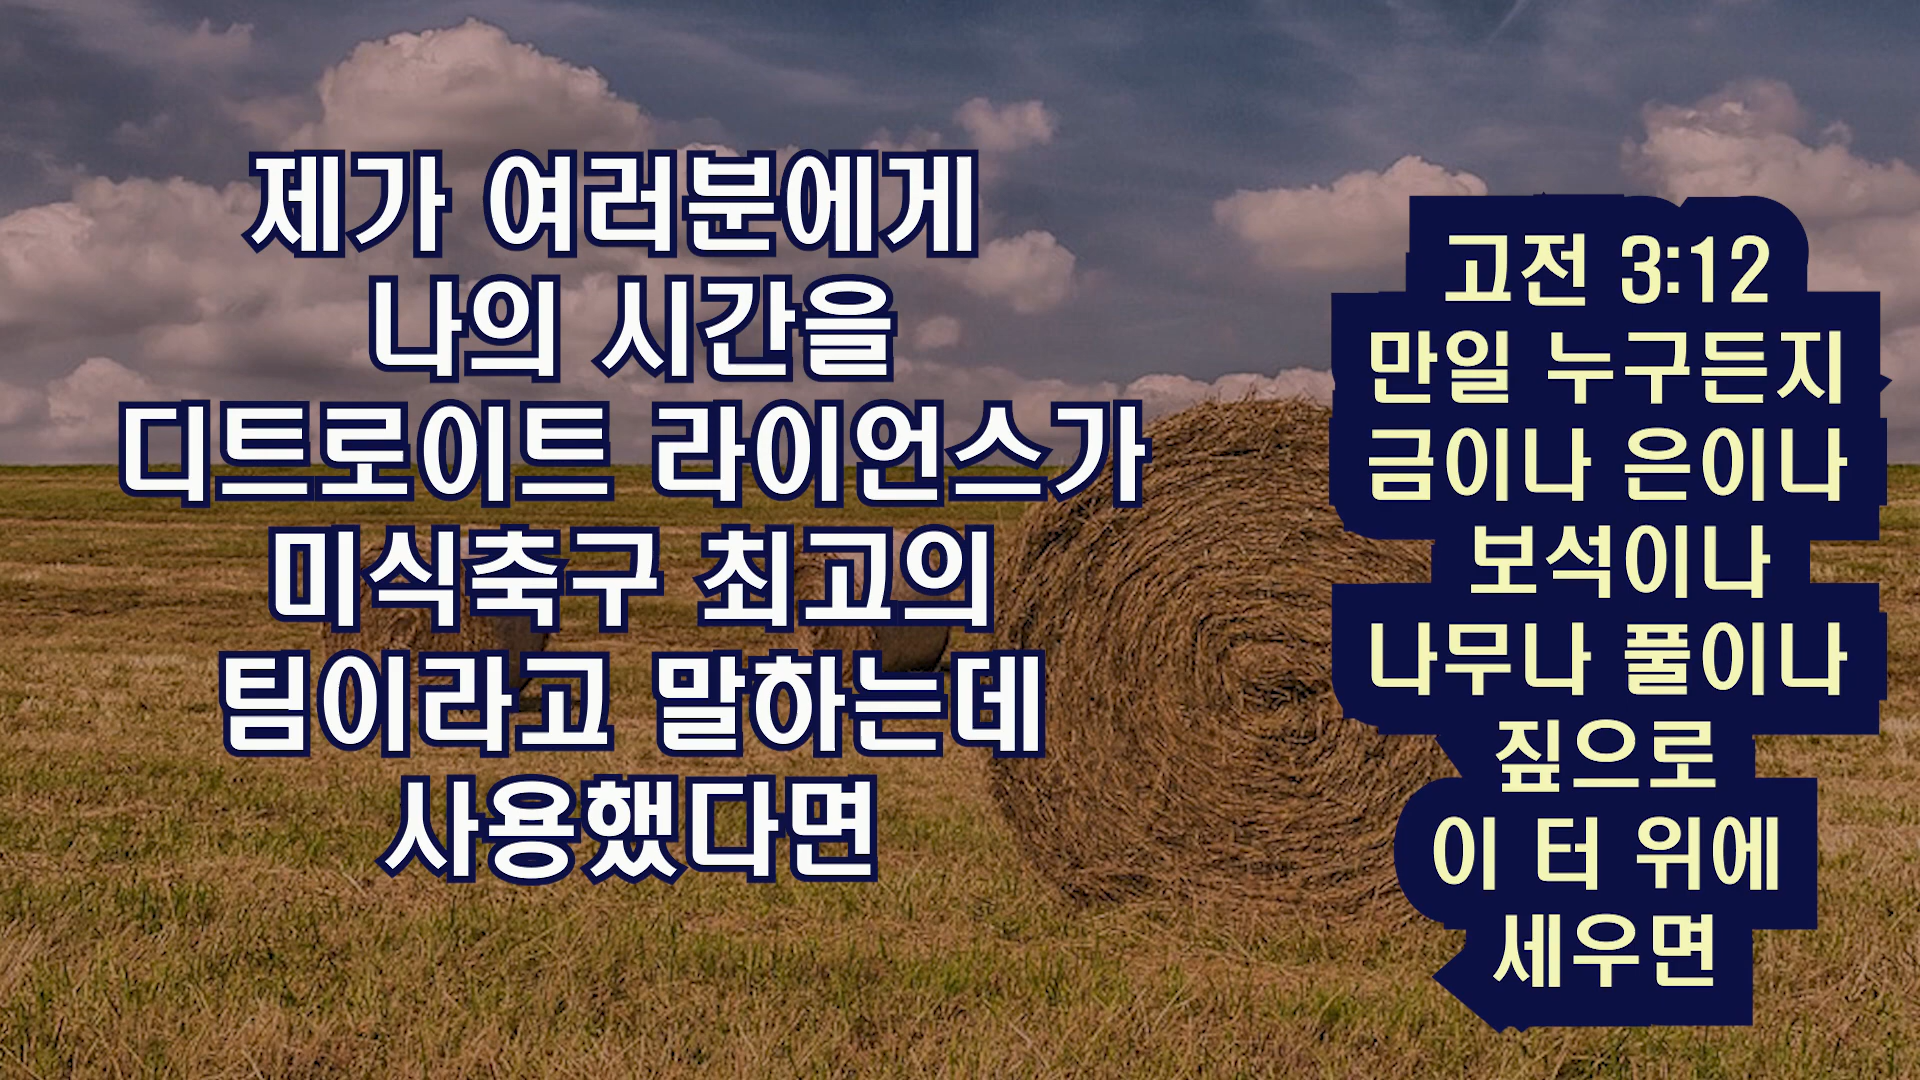 제가 여러분에게
나의 시간을
디트로이트 라이언스가
미식축구 최고의
팀이라고 말하는데
사용했다면
고전 3:12
만일 누구든지
금이나 은이나
보석이나
나무나 풀이나
짚으로
이 터 위에
세우면